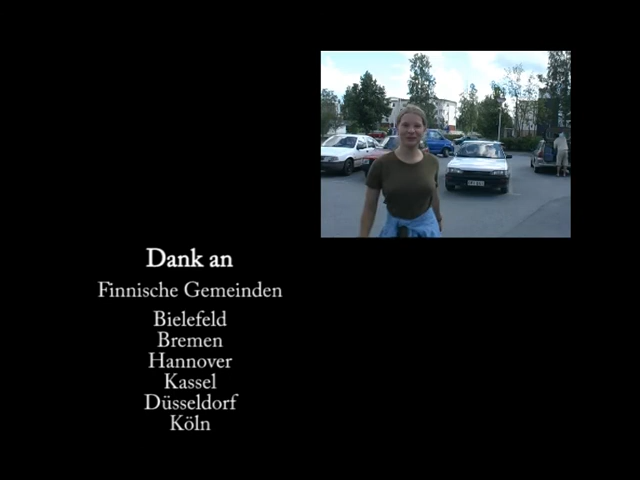 Dank an
Finnische Gemeinden
Bielefeld
Bremen
Hannover
Kassel
Düsseldorf
Köln